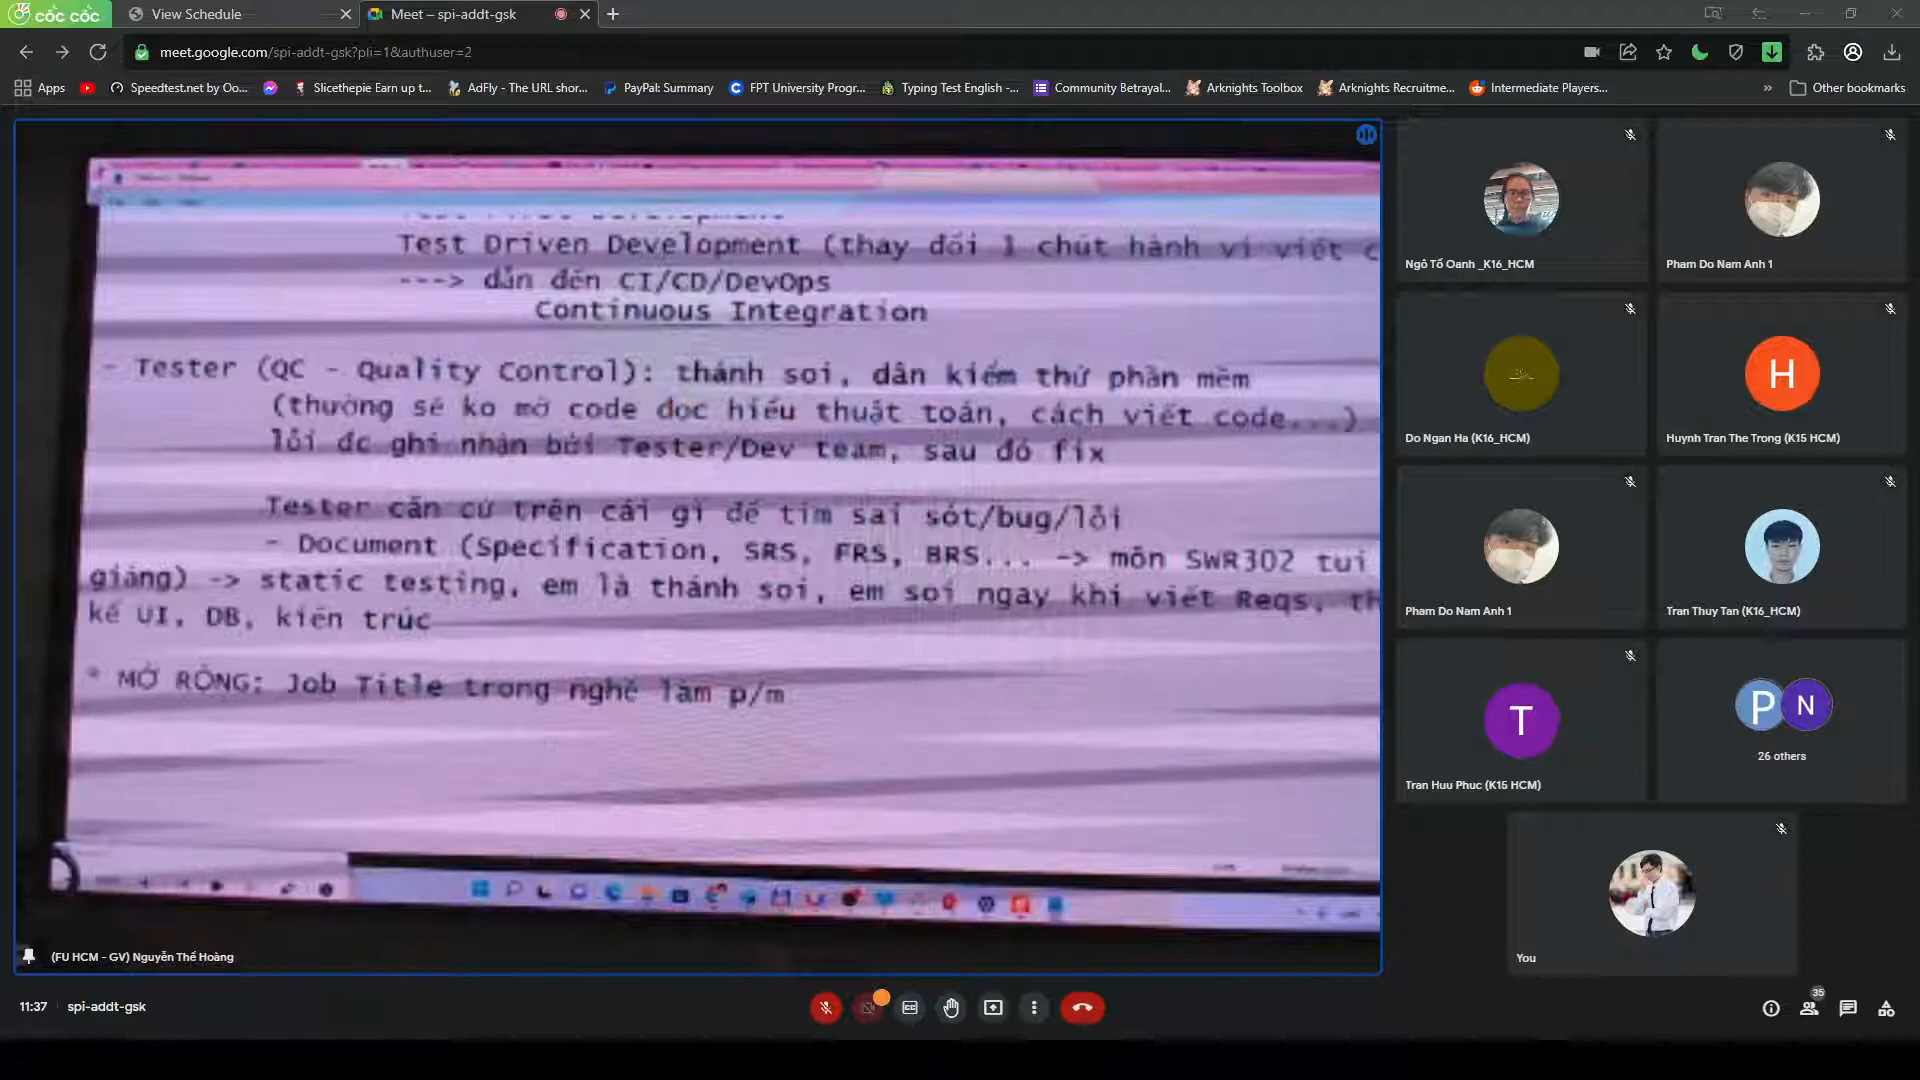 cốc cốc
View Schedule
Meet – spi-addt-gsk
meet.google.com/spi-addt-gsk?pli=1&authuser=2
Apps
Speedtest.net by Oo...
Slicethepie Earn up t...
AdFly - The URL shor...
PayPal: Summary
FPT University Progr...
Typing Test English -...
Community Betrayal...
Arknights Toolbox
Arknights Recruitme...
Intermediate Players...
»
Other bookmarks
Test Driven Development (thay đổi 1 chút hành vi viết c
---> dẫn đến CI/CD/DevOps
Continuous Integration
- Tester (QC - Quality Control): thánh soi, dân kiểm thử phần mềm
(thường sẽ ko mở code đọc hiểu thuật toán, cách viết code...)
lỗi đc ghi nhận bởi Tester/Dev team, sau đó fix
Tester căn cứ trên cái gì để tìm sai sót/bug/lỗi
- Document (Specification, SRS, FRS, BRS... -> môn SWR302 tui
giảng) -> static testing, em là thánh soi, em soi ngay khi viết Reqs, th
kế UI, DB, kiến trúc
* MỞ RỘNG: Job Title trong nghề làm p/m
(FU HCM - GV) Nguyễn Thế Hoàng
Ngô Tố Oanh _K16_HCM
Pham Do Nam Anh 1
Do Ngan Ha (K16_HCM)
H
Huynh Tran The Trong (K15 HCM)
Pham Do Nam Anh 1
Tran Thuy Tan (K16_HCM)
T
Tran Huu Phuc (K15 HCM)
P
N
26 others
You
11:37
spi-addt-gsk
35